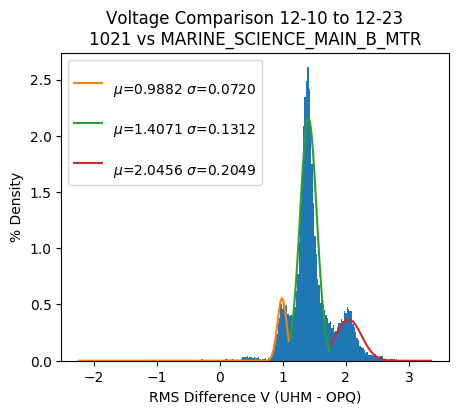 Voltage Comparison 12-10 to 12-23
1021 vs MARINE_SCIENCE_MAIN_B_MTR
μ=0.9882 σ=0.0720
μ=1.4071 σ=0.1312
μ=2.0456 σ=0.2049
% Density
2.5
2.0
1.5
1.0
0.5
0.0
−2
−1
0
1
2
3
RMS Difference V (UHM - OPQ)